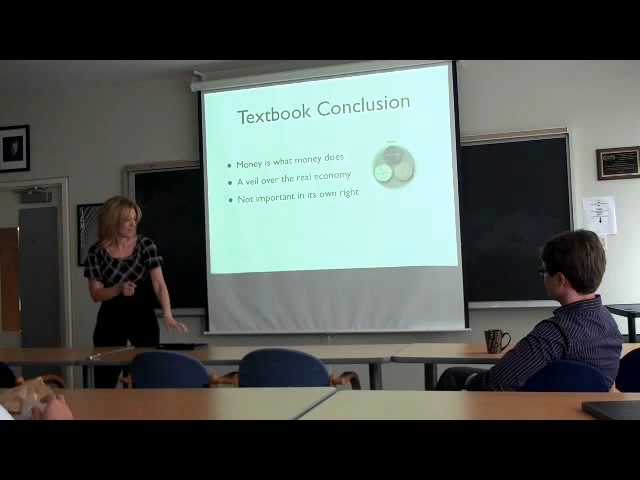 Textbook Conclusion
Money is what money does
A veil over the real economy
Not important in its own right